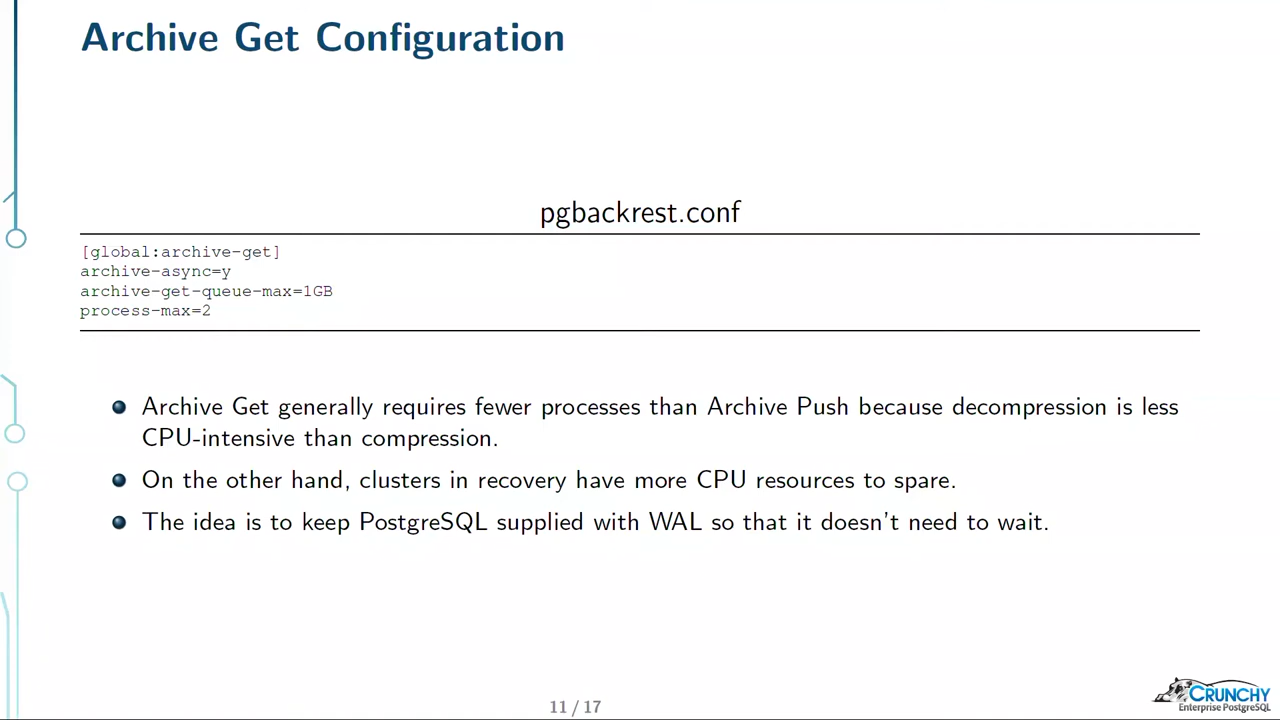 Archive Get Configuration
pgbackrest.conf
[global:archive-get]
archive-async=y
archive-get-queue-max=1GB
process-max=2
Archive Get generally requires fewer processes than Archive Push because decompression is less
CPU-intensive than compression.
On the other hand, clusters in recovery have more CPU resources to spare.
The idea is to keep PostgreSQL supplied with WAL so that it doesn't need to wait.
11 / 17
CRUNCHY
Enterprise PostgreSQL